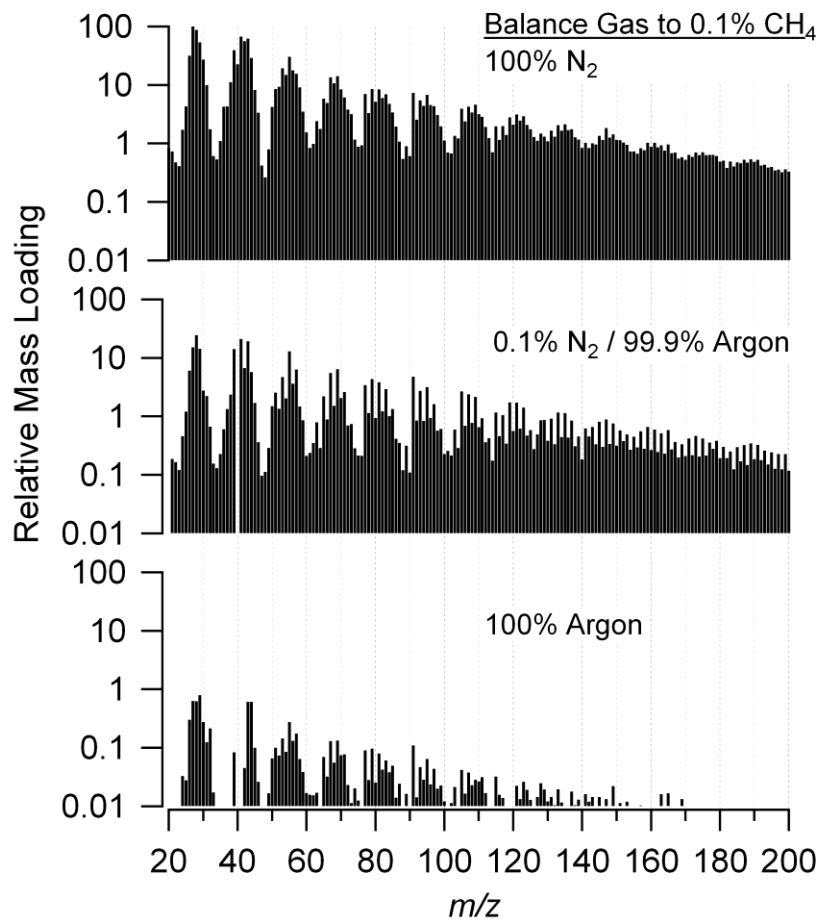 Balance Gas to 0.1% CH₄
100% N₂
100
10
1
0.1
0.01
0.1% N₂ / 99.9% Argon
100
10
1
0.1
0.01
100% Argon
100
10
1
0.1
0.01
Relative Mass Loading
20 40 60 80 100 120 140 160 180 200
m/z